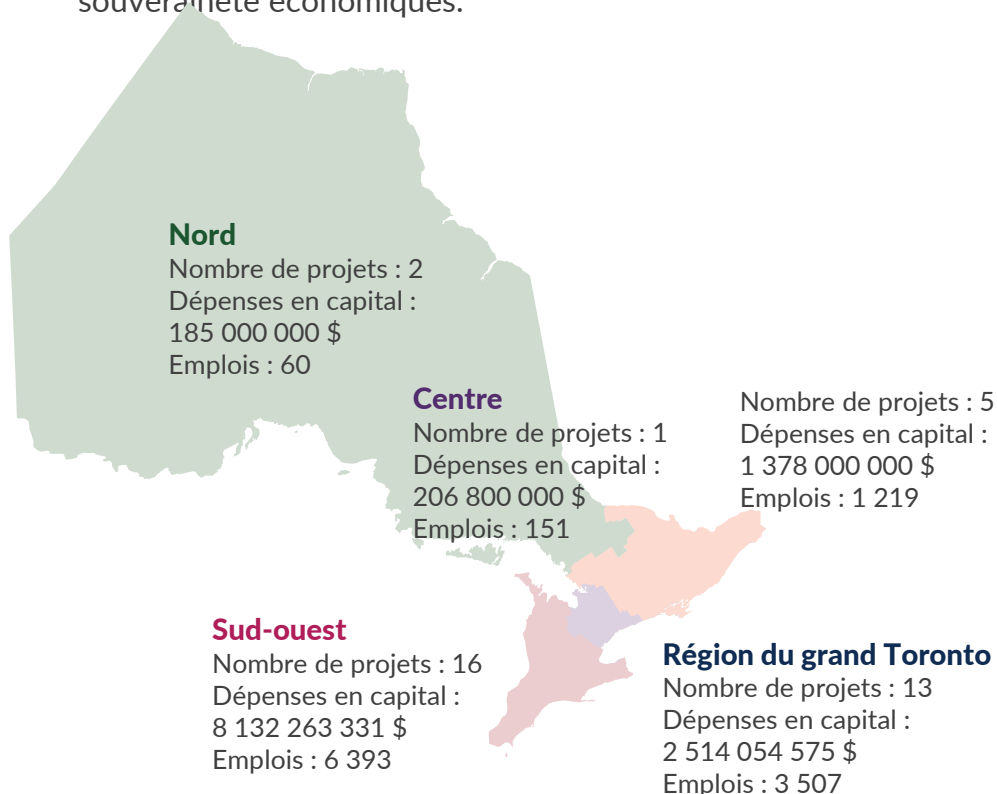 souveraineté économiques.
Nord
Nombre de projets : 2
Dépenses en capital :
185 000 000 $
Emplois : 60
Centre
Nombre de projets : 1
Dépenses en capital :
206 800 000 $
Emplois : 151
Nombre de projets : 5
Dépenses en capital :
1 378 000 000 $
Emplois : 1 219
Sud-ouest
Nombre de projets : 16
Dépenses en capital :
8 132 263 331 $
Emplois : 6 393
Région du grand Toronto
Nombre de projets : 13
Dépenses en capital :
2 514 054 575 $
Emplois : 3 507